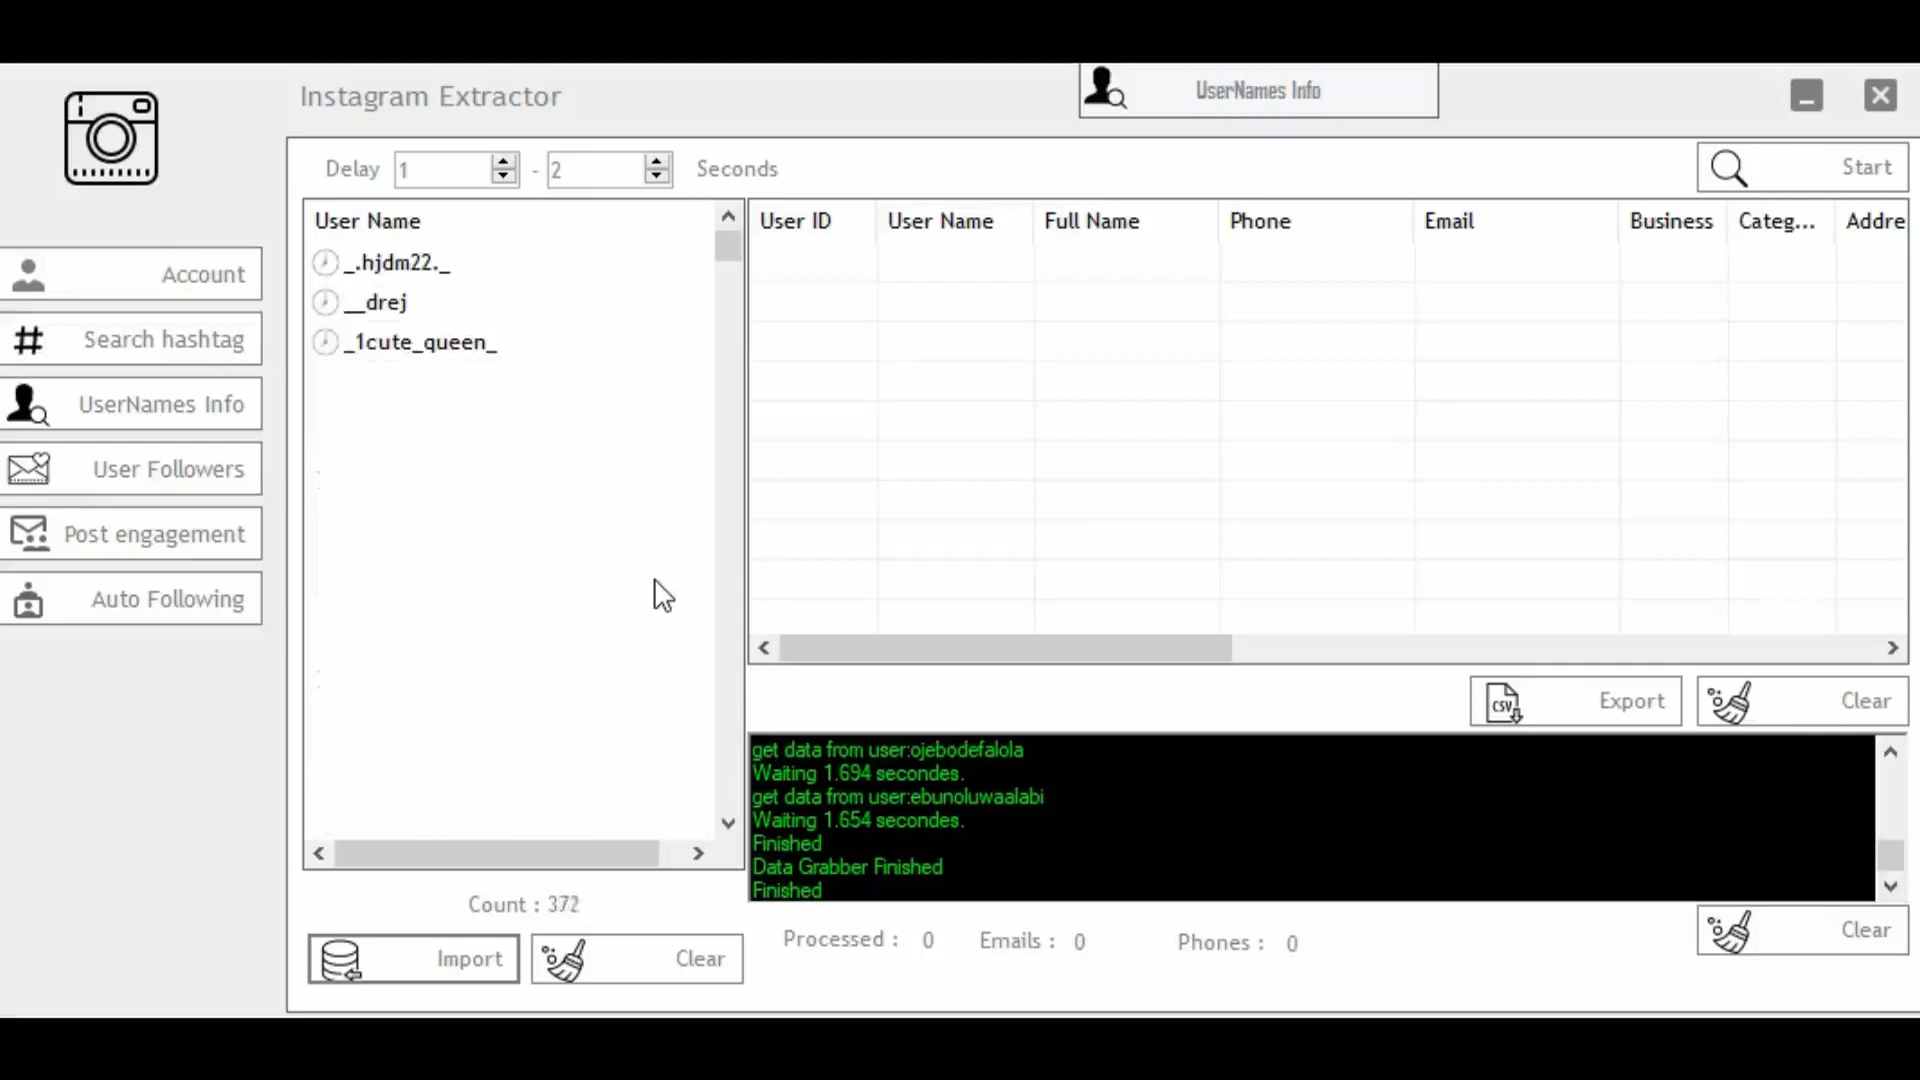 Instagram Extractor
UserNames Info
Delay 1 - 2 Seconds
Start
Account
Search hashtag
UserNames Info
User Followers
Post engagement
Auto Following
User Name
_.hjdm22._
__drej
_1cute_queen_
Count : 372
Import
Clear
User ID User Name Full Name Phone Email Business Categ... Addre
CSV Export
Clear
get data from user:ojebodefalola
Waiting 1.694 secondes.
get data from user:ebunoluwaalabi
Waiting 1.654 secondes.
Finished
Data Grabber Finished
Finished
Processed : 0 Emails : 0 Phones : 0
Clear